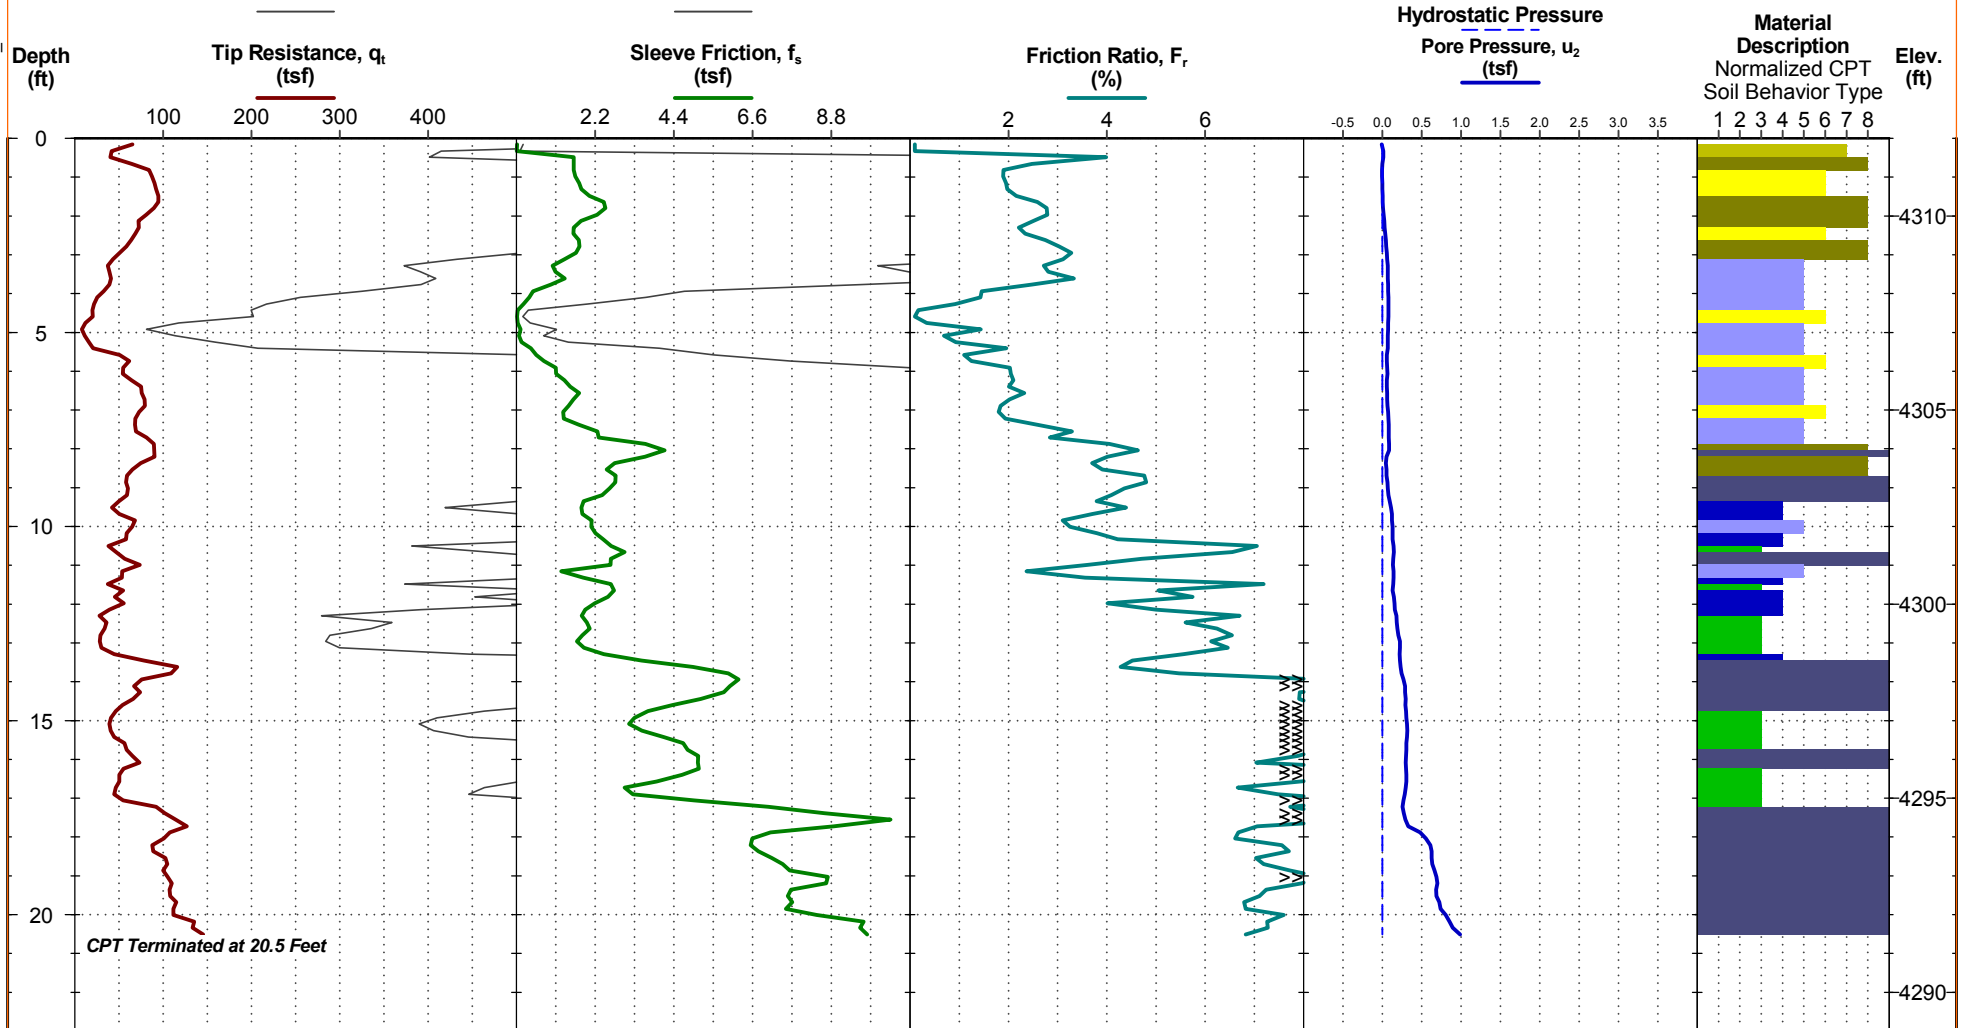 Depth
(ft)
Tip Resistance, qt
(tsf)
100 200 300 400
Sleeve Friction, fs
(tsf)
2.2 4.4 6.6 8.8
Friction Ratio, Fr
(%)
2 4 6
Hydrostatic Pressure
Pore Pressure, u2
(tsf)
-0.5 0.0 0.5 1.0 1.5 2.0 2.5 3.0 3.5
Material
Description
Normalized CPT
Soil Behavior Type
1 2 3 4 5 6 7 8
Elev.
(ft)
0
5
10
15
20
>>
>>
>>
>>
>>
>>
>>
>>
>>
>>
>>
>>
>>
4310
4305
4300
4295
4290
CPT Terminated at 20.5 Feet